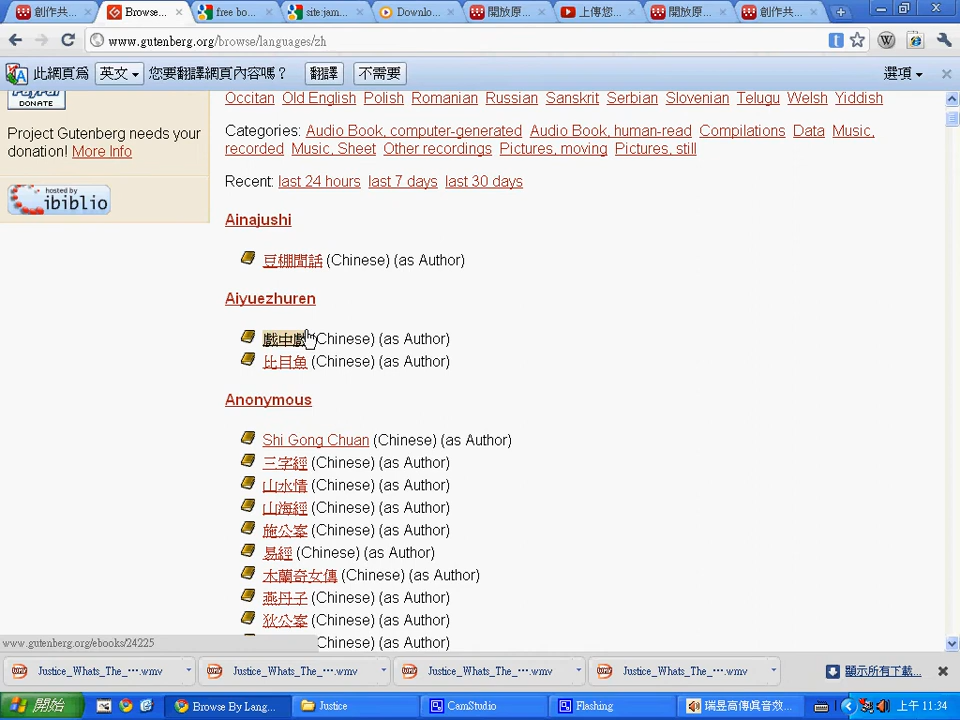 創作共...
Browse...
free bo...
site:jam...
Downlo...
開放原...
上傳您...
開放原...
創作共...
www.gutenberg.org/browse/languages/zh
此網頁為 英文 您要翻譯網頁內容嗎？ 翻譯 不需要 選項
PayPal
DONATE
Project Gutenberg needs your
donation! More Info
hosted by
ibiblio
Occitan Old English Polish Romanian Russian Sanskrit Serbian Slovenian Telugu Welsh Yiddish
Categories: Audio Book, computer-generated Audio Book, human-read Compilations Data Music,
recorded Music, Sheet Other recordings Pictures, moving Pictures, still
Recent: last 24 hours last 7 days last 30 days
Ainajushi
豆棚閒話 (Chinese) (as Author)
Aiyuezhuren
戲中戲 (Chinese) (as Author)
比目魚 (Chinese) (as Author)
Anonymous
Shi Gong Chuan (Chinese) (as Author)
三字經 (Chinese) (as Author)
山水情 (Chinese) (as Author)
山海經 (Chinese) (as Author)
施公案 (Chinese) (as Author)
易經 (Chinese) (as Author)
木蘭奇女傳 (Chinese) (as Author)
燕丹子 (Chinese) (as Author)
狄公案 (Chinese) (as Author)
(Chinese) (as Author)
www.gutenberg.org/ebooks/24225
Justice_Whats_The_....wmv
Justice_Whats_The_....wmv
Justice_Whats_The_....wmv
Justice_Whats_The_....wmv
顯示所有下載...
開始
Browse By Lang...
Justice
CamStudio
Flashing
瑞昱高傳真音效...
上午 11:34